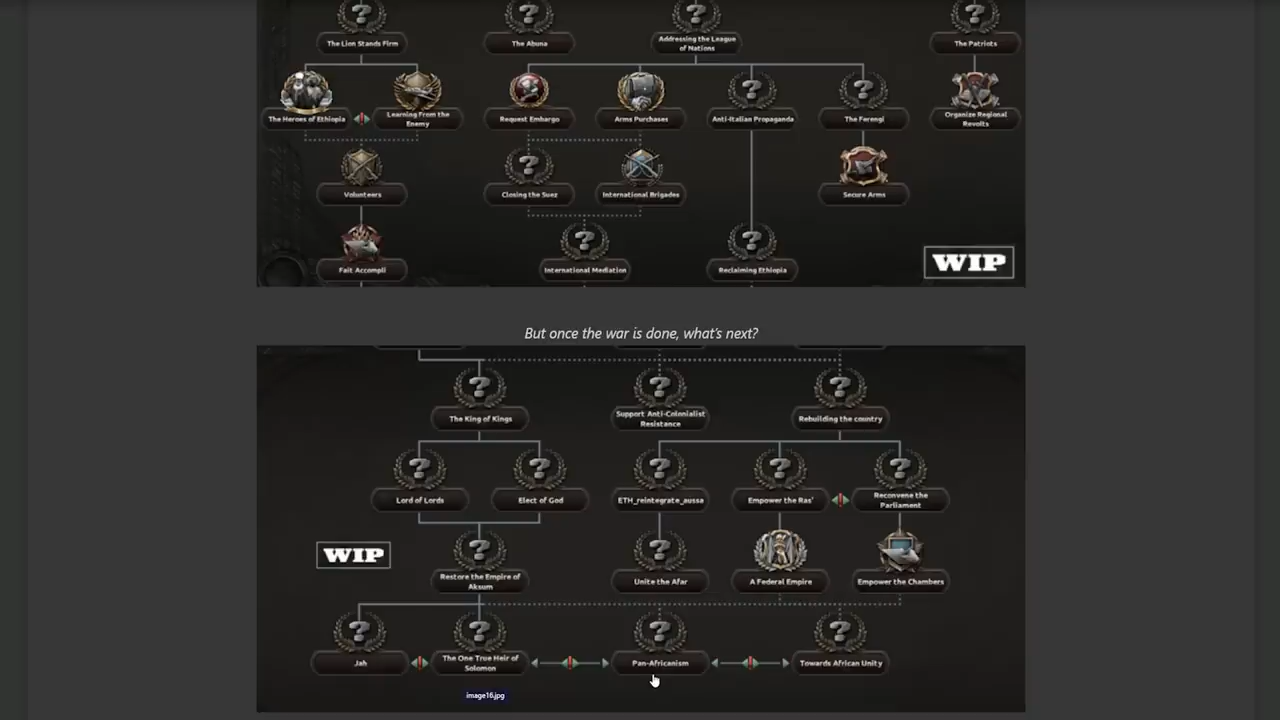 The Lion Stands Firm
The Abuna
Addressing the League
of Nations
The Patriots
The Heroes of Ethiopia
Learning From the
Enemy
Request Embargo
Arms Purchases
Anti-Italian Propaganda
The Ferengi
Organize Regional
Revolts
Volunteers
Closing the Suez
International Brigades
Secure Arms
Fait Accompli
International Mediation
Reclaiming Ethiopia
WIP
But once the war is done, what's next?
The King of Kings
Support Anti-Colonialist
Resistance
Rebuilding the country
Lord of Lords
Elect of God
ETH_reintegrate_aussa
Empower the Ras'
Reconvene the
Parliament
WIP
Restore the Empire of
Aksum
Unite the Afar
A Federal Empire
Empower the Chambers
Jah
The One True Heir of
Solomon
Pan-Africanism
Towards African Unity
image16.jpg